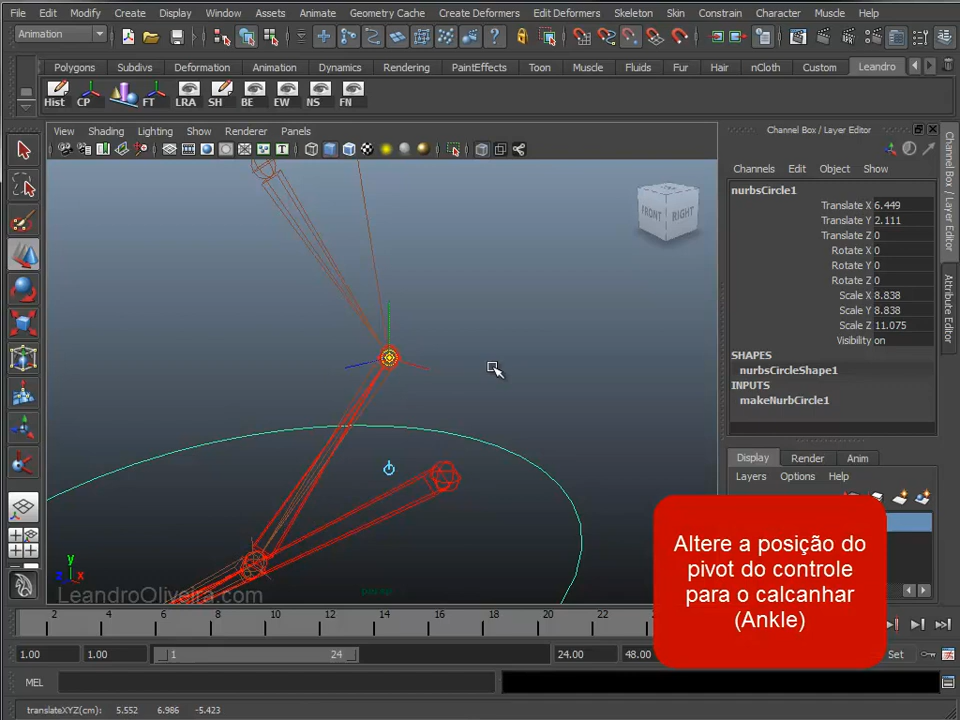 File Edit Modify Create Display Window Assets Animate Geometry Cache Create Deformers Edit Deformers Skeleton Skin Constrain Character Muscle Help
Animation
Polygons Subdivs Deformation Animation Dynamics Rendering PaintEffects Toon Muscle Fluids Fur Hair nCloth Custom Leandro
Hist CP FT LRA SH BE EW NS FN
View Shading Lighting Show Renderer Panels
FRONT RIGHT
y
z x
LeandroOliveira.com
Channel Box / Layer Editor
Channels Edit Object Show
nurbsCircle1
Translate X 6.449
Translate Y 2.111
Translate Z 0
Rotate X 0
Rotate Y 0
Rotate Z 0
Scale X 8.838
Scale Y 8.838
Scale Z 11.075
Visibility on
SHAPES
nurbsCircleShape1
INPUTS
makeNurbCircle1
Display Render Anim
Layers Options Help
Channel Box / Layer Editor
Attribute Editor
Altere a posição do
pivot do controle
para o calcanhar
(Ankle)
2 4 6 8 10 12 14 16 18 20 22
1.00 1.00 1 24 24.00 48.00 Set
MEL
translateXYZ(cm): 5.552 6.986 -5.423